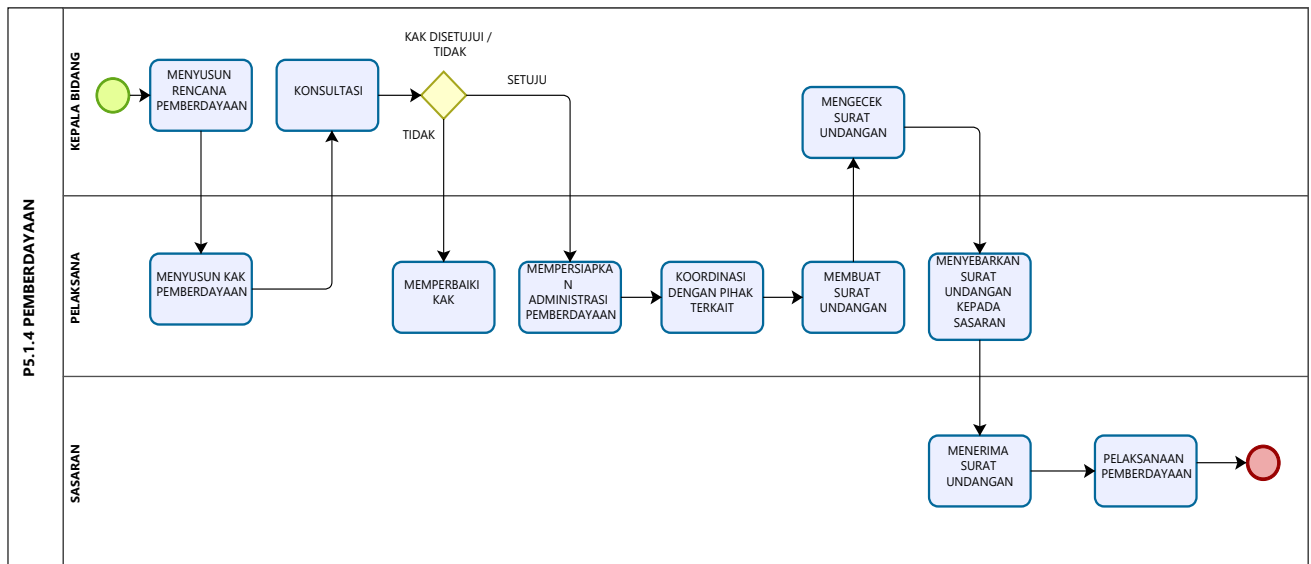 P5.1.4 PEMBERDAYAAN
KEPALA BIDANG
MENYUSUN
RENCANA
PEMBERDAYAAN
KONSULTASI
KAK DISETUJUI /
TIDAK
SETUJU
TIDAK
MENGECEK
SURAT
UNDANGAN
PELAKSANA
MENYUSUN KAK
PEMBERDAYAAN
MEMPERBAIKI
KAK
MEMPERSIAPKA
N
ADMINISTRASI
PEMBERDAYAAN
KOORDINASI
DENGAN PIHAK
TERKAIT
MEMBUAT
SURAT
UNDANGAN
MENYEBARKAN
SURAT
UNDANGAN
KEPADA
SASARAN
SASARAN
MENERIMA
SURAT
UNDANGAN
PELAKSANAAN
PEMBERDAYAAN